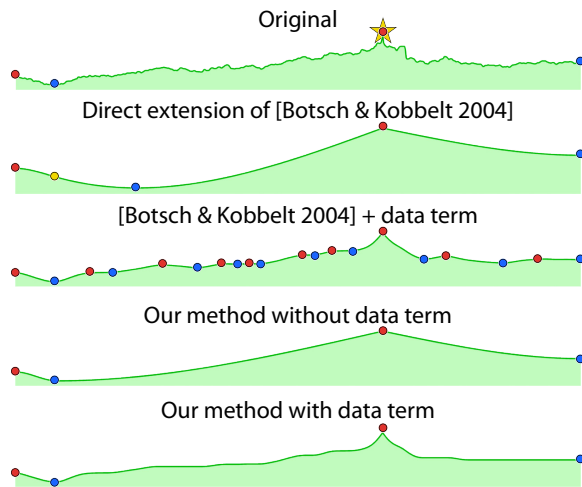 Original
Direct extension of [Botsch & Kobbelt 2004]
[Botsch & Kobbelt 2004] + data term
Our method without data term
Our method with data term